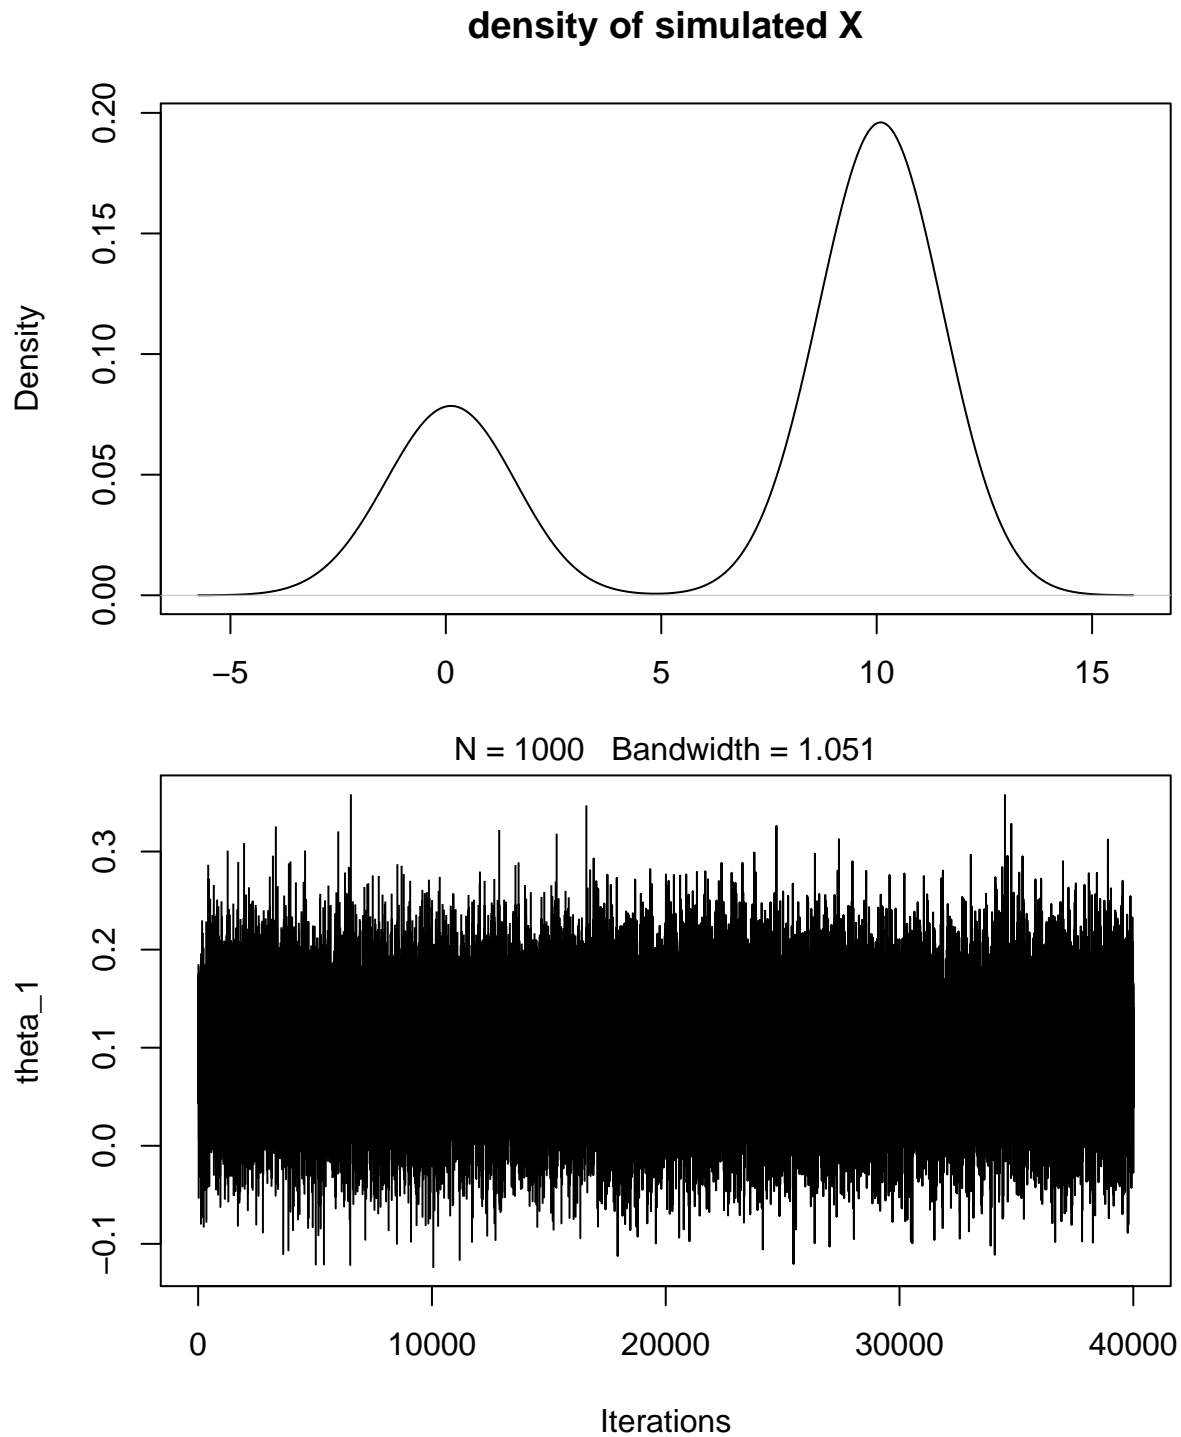 density of simulated X
Density
0.20
0.15
0.10
0.05
0.00
−5 0 5 10 15
N = 1000 Bandwidth = 1.051
theta_1
0.3
0.2
0.1
0.0
−0.1
0 10000 20000 30000 40000
Iterations